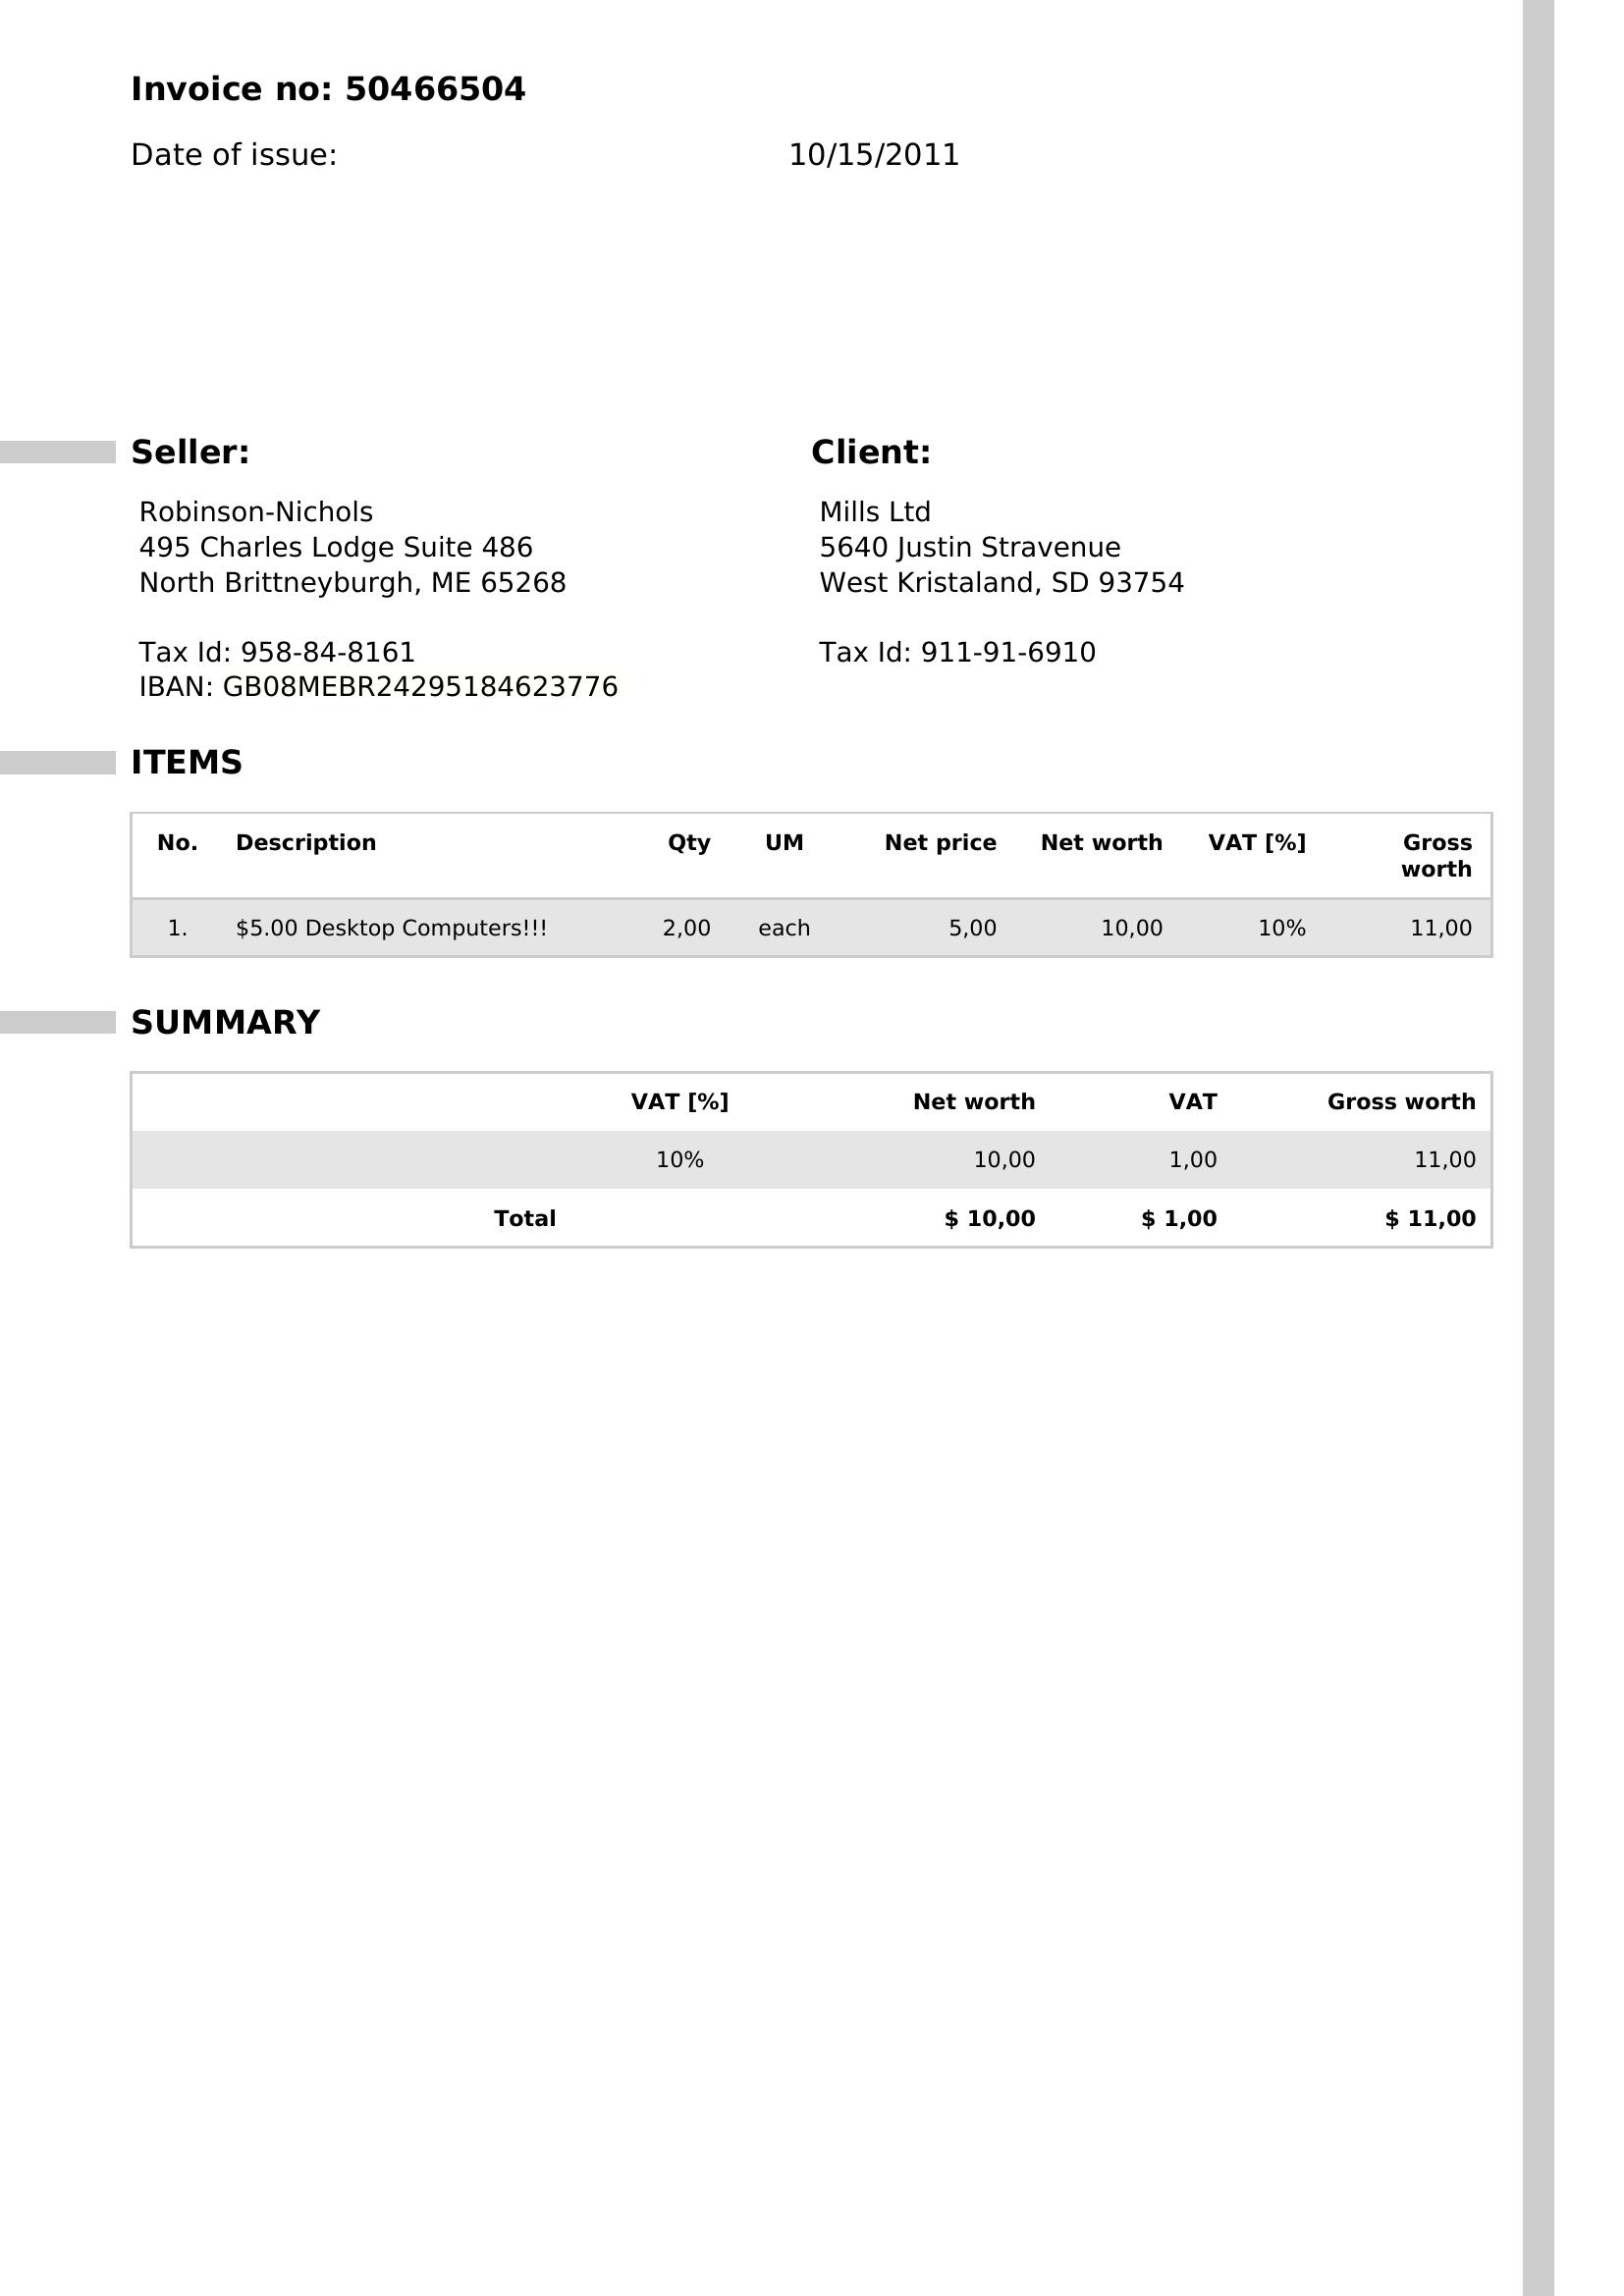 Invoice no: 50466504
Date of issue: 10/15/2011
Seller: Client:
Robinson-Nichols Mills Ltd
495 Charles Lodge Suite 486 5640 Justin Stravenue
North Brittneyburgh, ME 65268 West Kristaland, SD 93754
Tax Id: 958-84-8161 Tax Id: 911-91-6910
IBAN: GB08MEBR24295184623776
ITEMS
No. Description Qty UM Net price Net worth VAT [%] Gross
worth
1. $5.00 Desktop Computers!!! 2,00 each 5,00 10,00 10% 11,00
SUMMARY
VAT [%] Net worth VAT Gross worth
10% 10,00 1,00 11,00
Total $ 10,00 $ 1,00 $ 11,00